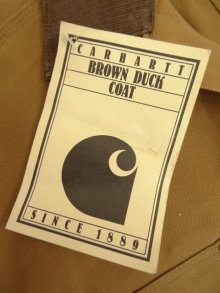 CARHARTT
BROWN DUCK
COAT
SINCE 1889